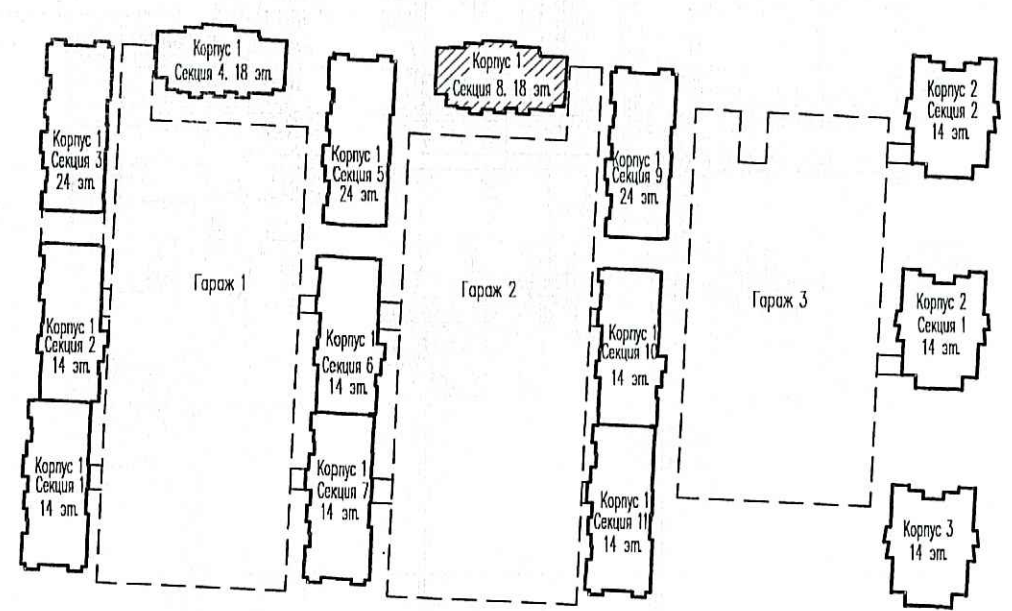 Корпус 1
Секция 4. 18 эт.
Корпус 1
Секция 8. 18 эт.
Корпус 2
Секция 2
14 эт.
Корпус 1
Секция 3
24 эт.
Корпус 1
Секция 5
24 эт.
Корпус 1
Секция 9
24 эт.
Гараж 1
Гараж 2
Гараж 3
Корпус 2
Секция 1
14 эт.
Корпус 1
Секция 2
14 эт.
Корпус 1
Секция 6
14 эт.
Корпус 1
Секция 10
14 эт.
Корпус 1
Секция 1
14 эт.
Корпус 1
Секция 7
14 эт.
Корпус 1
Секция 11
14 эт.
Корпус 3
14 эт.